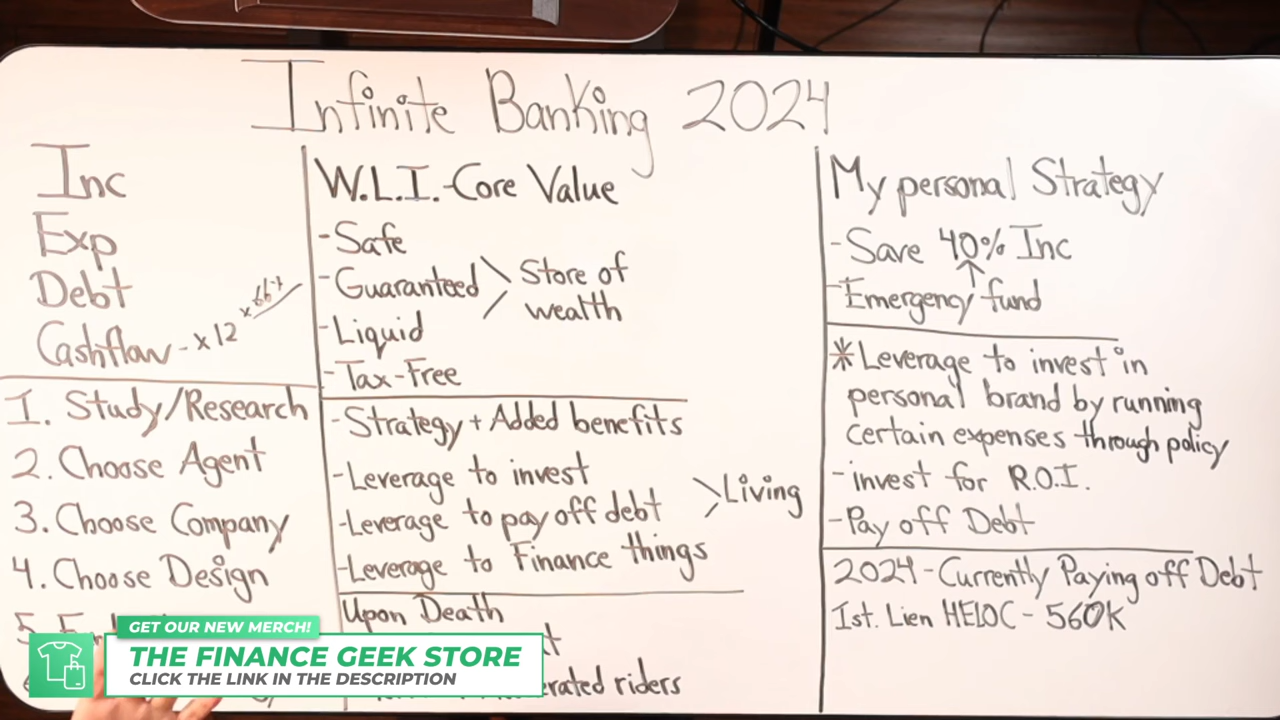 Infinite Banking 2024
Inc
Exp
Debt
Cashflow - x 12 x
1. Study/Research
2. Choose Agent
3. Choose Company
4. Choose Design
5.
W.L.I.-Core Value
-Safe
-Guaranteed
-Liquid
-Tax-Free
Store of
wealth
-Strategy + Added benefits
-Leverage to invest
-Leverage to pay off debt
-Leverage to Finance things
Living
Upon Death
riders
My personal Strategy
-Save 40% Inc
-Emergency fund
*Leverage to invest in
personal brand by running
certain expenses through policy
-invest for R.O.I.
-Pay off Debt
2024-Currently Paying off Debt
1st. Lien HELOC - 560K
GET OUR NEW MERCH!
THE FINANCE GEEK STORE
CLICK THE LINK IN THE DESCRIPTION